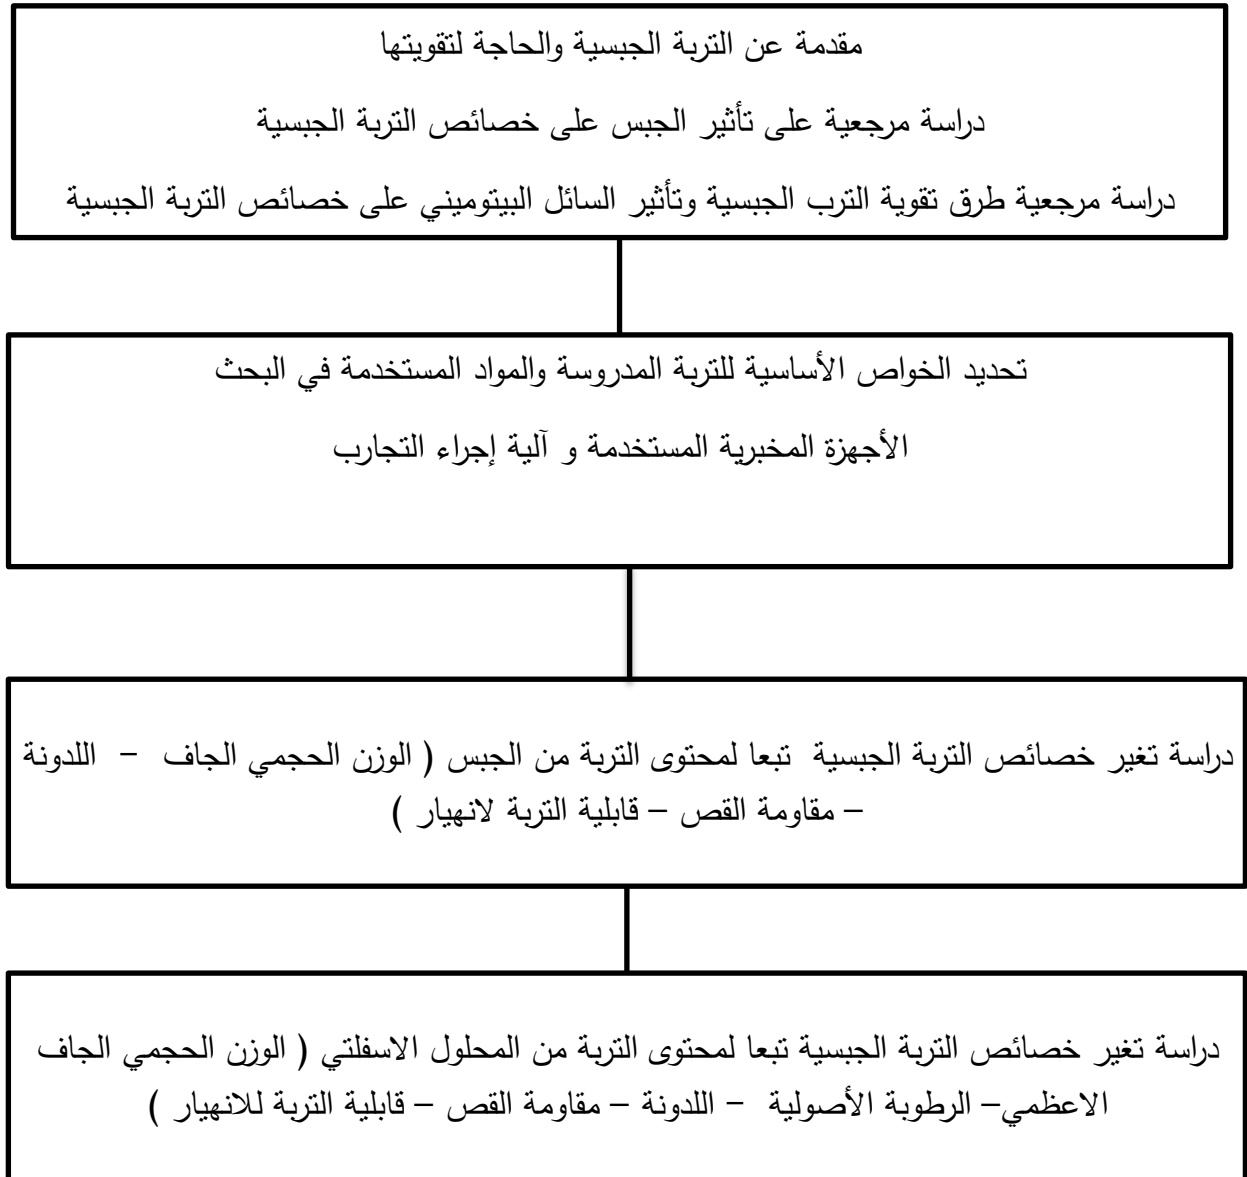 مقدمة عن التربة الجبسية والحاجة لتقويتها
دراسة مرجعية على تأثير الجبس على خصائص التربة الجبسية
دراسة مرجعية طرق تقوية الترب الجبسية وتأثير السائل البيتوميني على خصائص التربة الجبسية
تحديد الخواص الأساسية للتربة المدروسة والمواد المستخدمة في البحث
الأجهزة المخبرية المستخدمة و آلية إجراء التجارب
دراسة تغير خصائص التربة الجبسية تبعا لمحتوى التربة من الجبس ( الوزن الحجمي الجاف – اللدونة
– مقاومة القص – قابلية التربة لانهيار )
دراسة تغير خصائص التربة الجبسية تبعا لمحتوى التربة من المحلول الاسفلتي ( الوزن الحجمي الجاف
الاعظمي– الرطوبة الأصولية – اللدونة – مقاومة القص – قابلية التربة للانهيار )